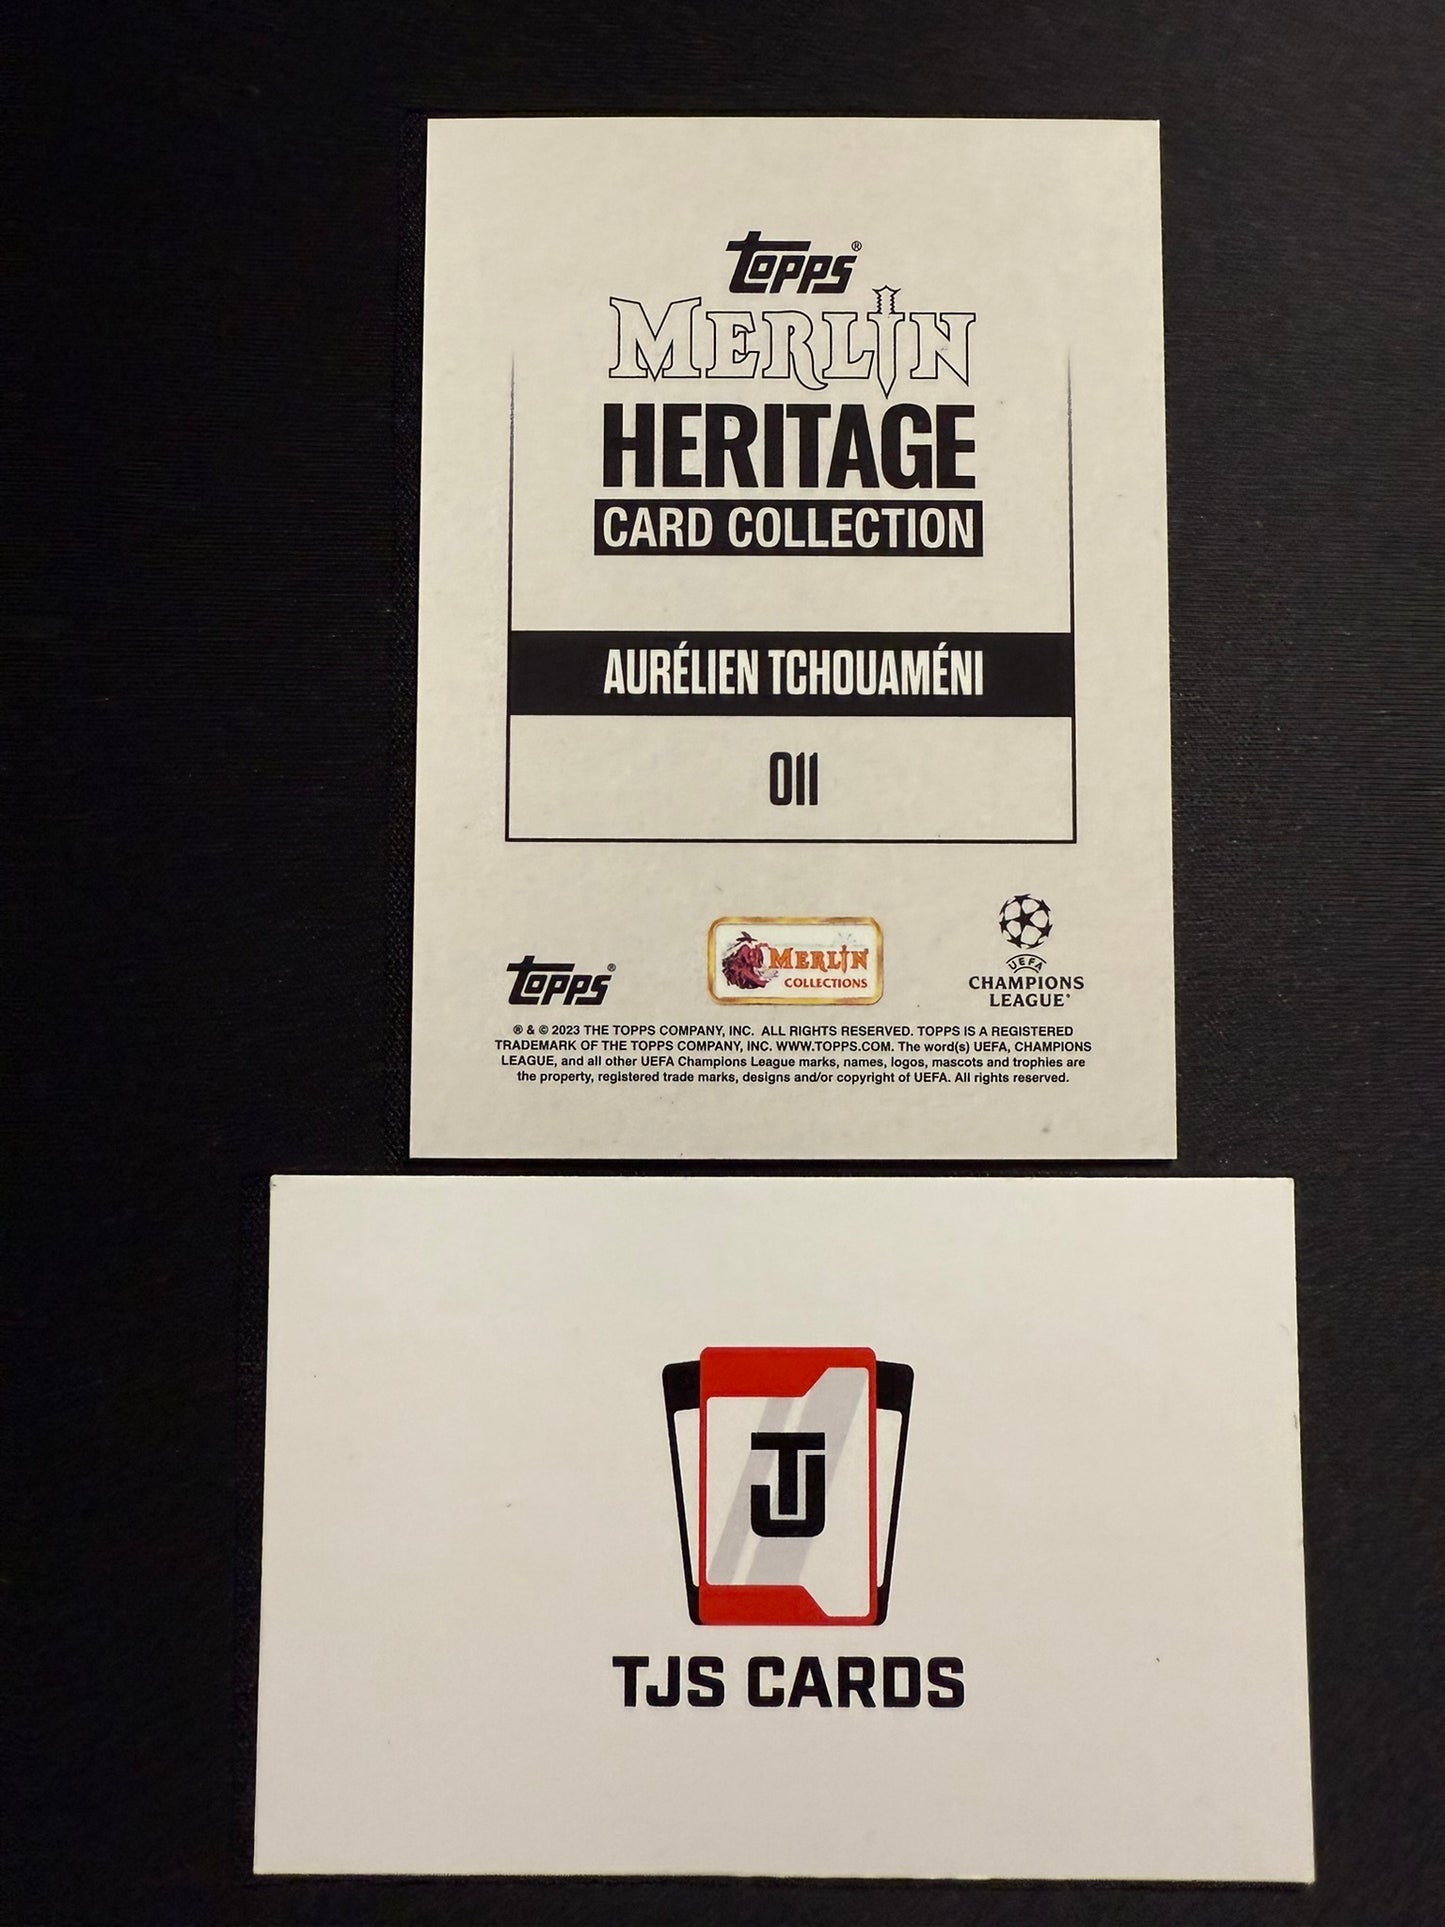 Topps®
MERLIN
HERITAGE
CARD COLLECTION
AURÉLIEN TCHOUAMÉNI
011
Topps®
MERLIN
COLLECTIONS
UEFA
CHAMPIONS
LEAGUE®
® & © 2023 THE TOPPS COMPANY, INC. ALL RIGHTS RESERVED. TOPPS IS A REGISTERED
TRADEMARK OF THE TOPPS COMPANY, INC. WWW.TOPPS.COM. The word(s) UEFA, CHAMPIONS
LEAGUE, and all other UEFA Champions League marks, names, logos, mascots and trophies are
the property, registered trade marks, designs and/or copyright of UEFA. All rights reserved.
TJ
TJS CARDS